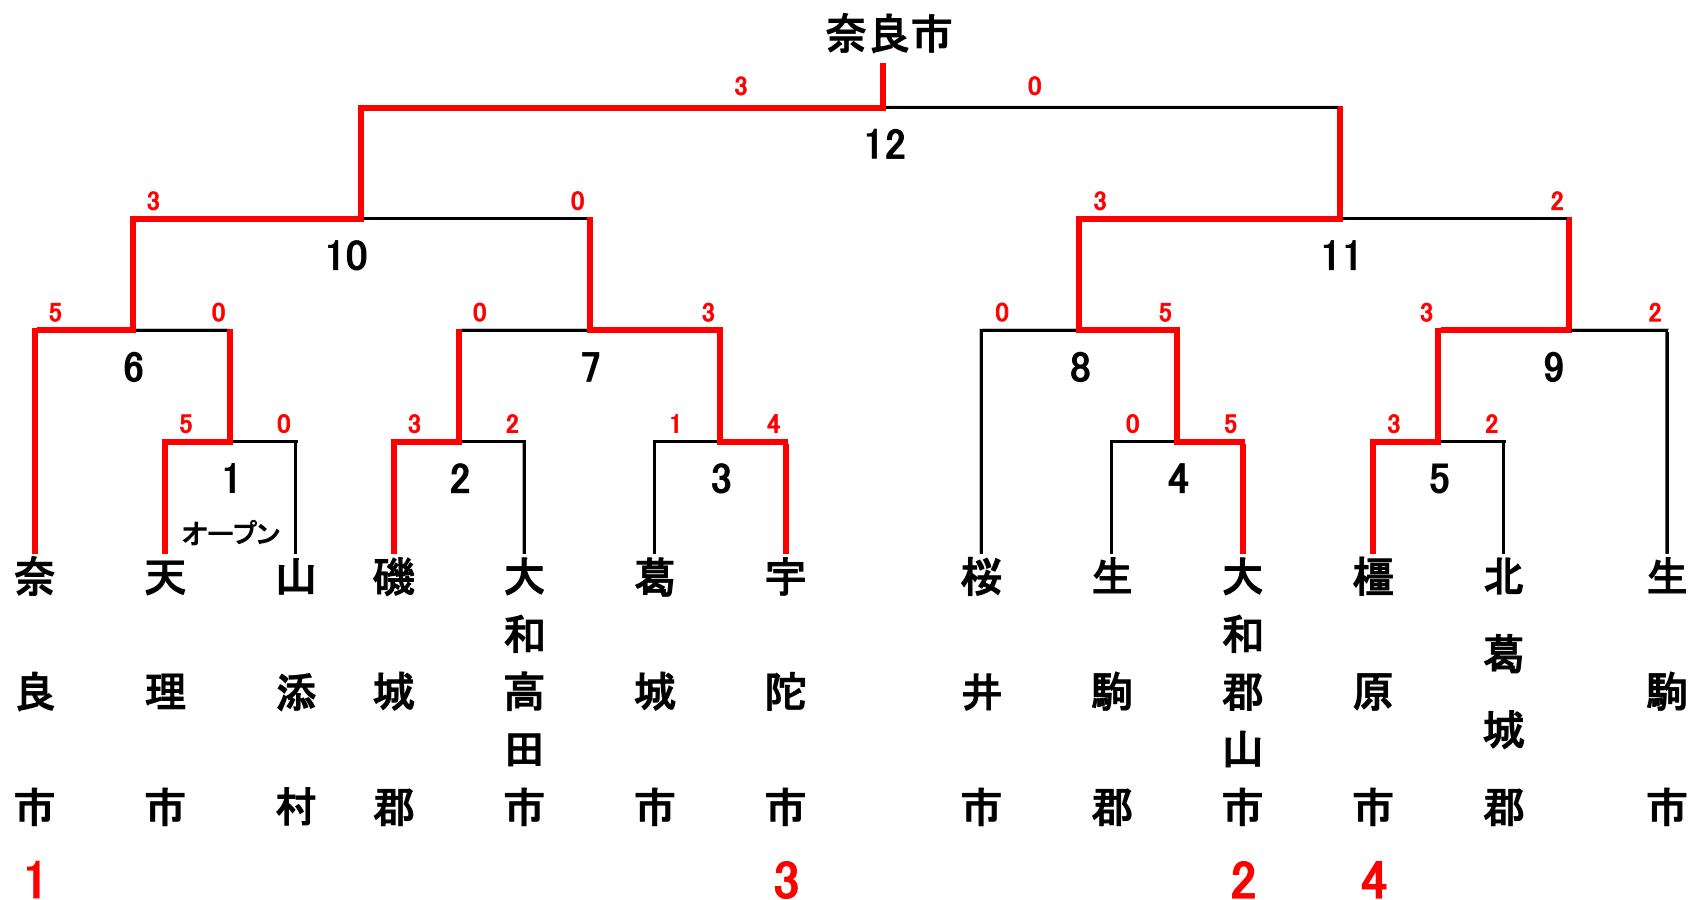 奈良市
3 0
12
3 0 3 2
10 11
5 0 0 3 0 5 3 2
6 7 8 9
5 0 3 2 1 4 0 5 3 2
1 2 3 4 5
オープン
奈良市
天理市
山添村
磯城郡
大和高田市
葛城市
宇陀市
桜井市
生駒郡
大和郡山市
橿原市
北葛城郡
生駒市
1 3 2 4